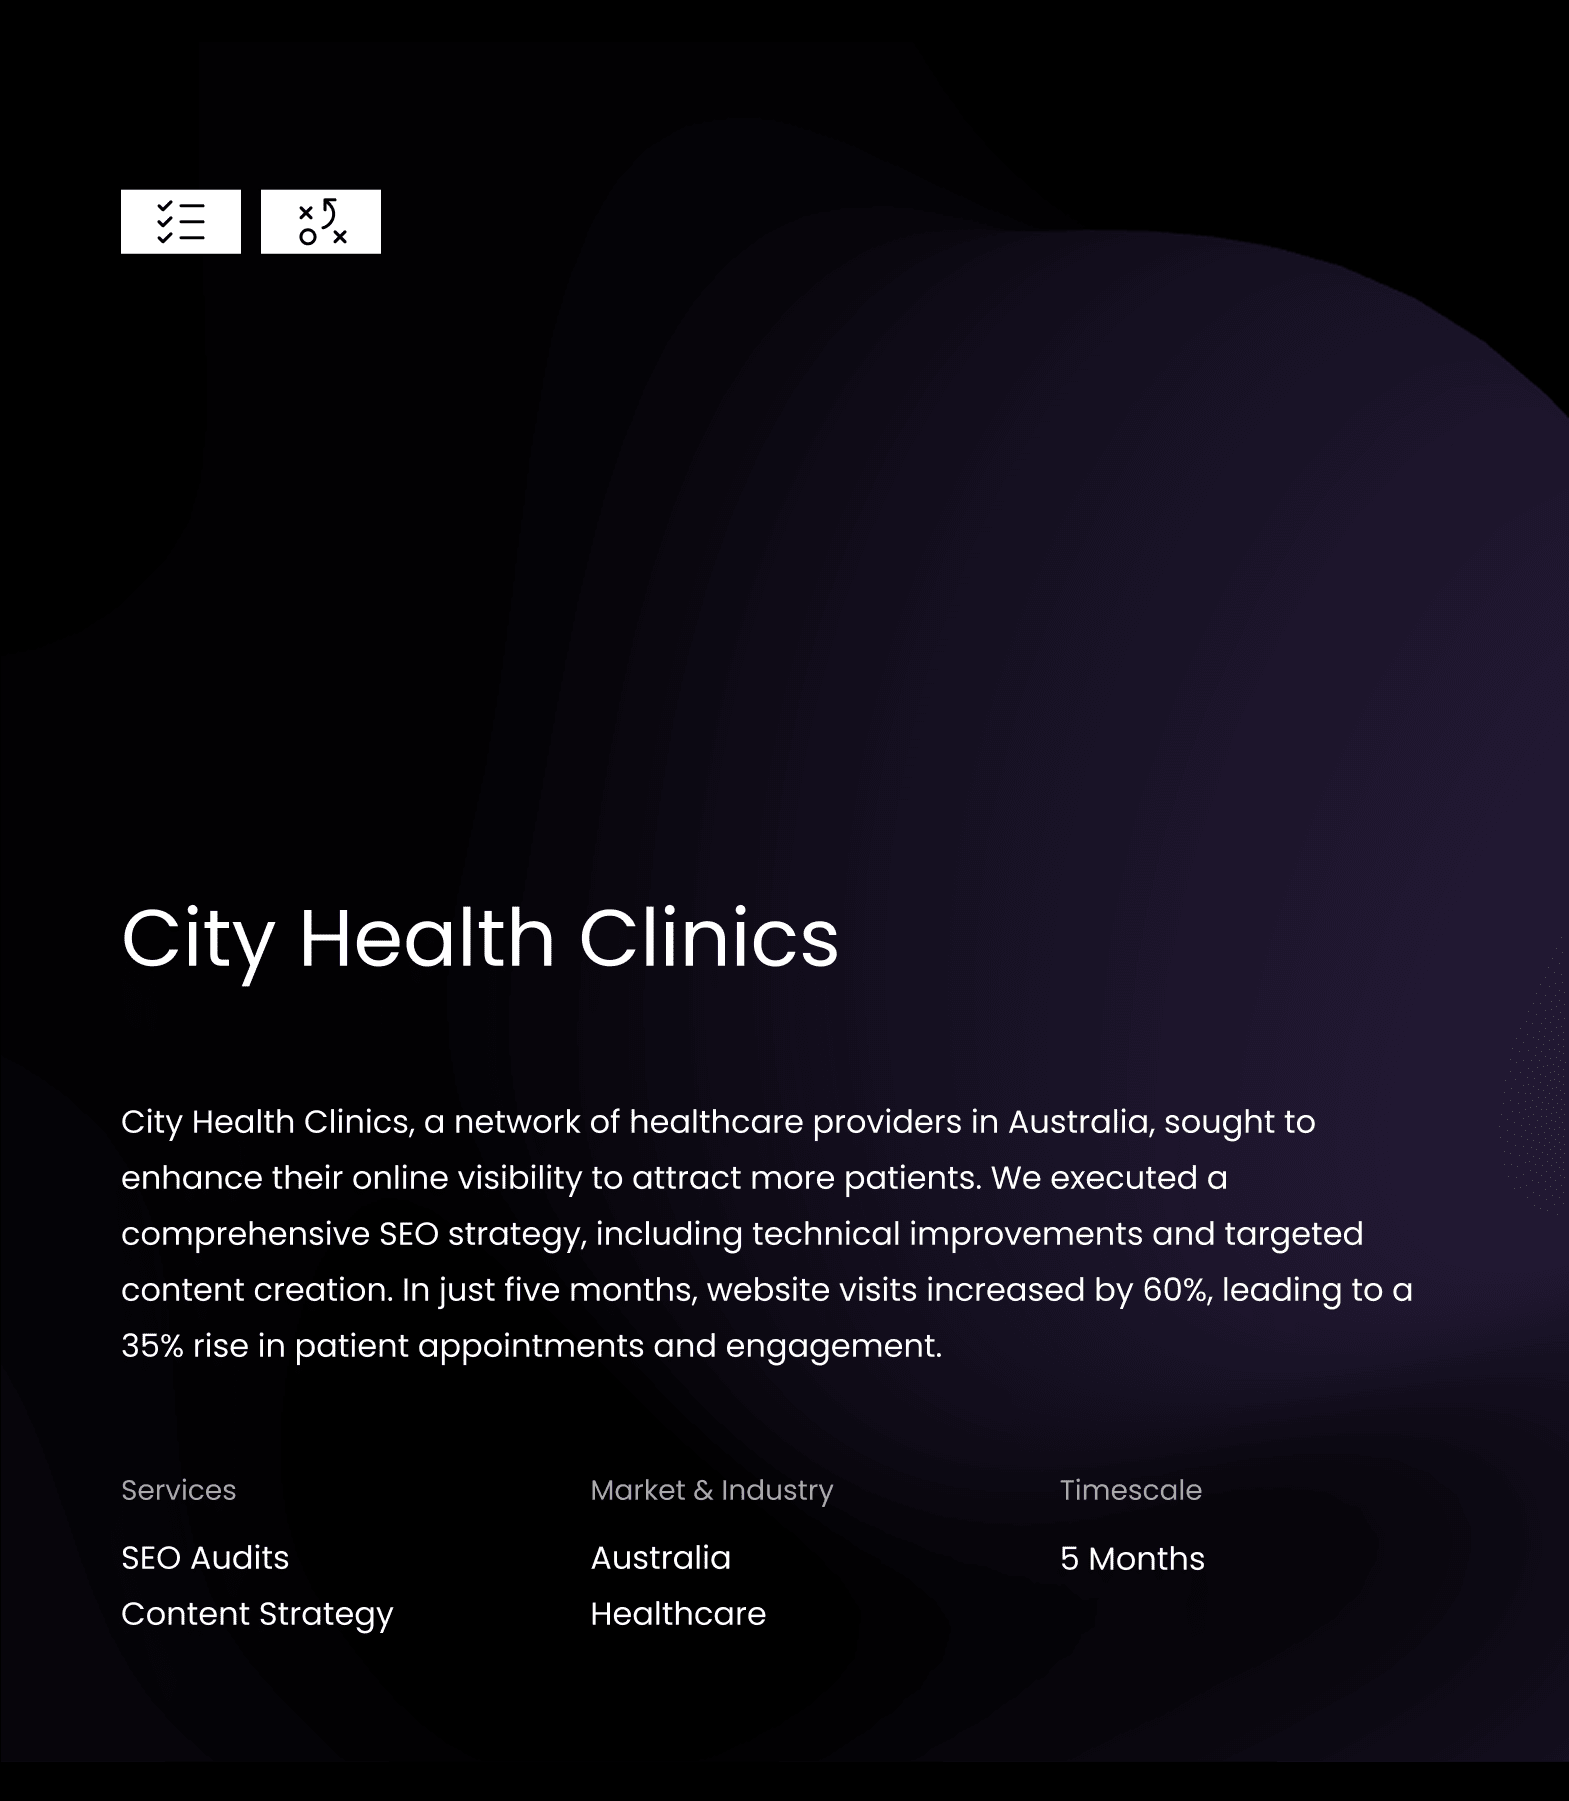 City Health Clinics
City Health Clinics, a network of healthcare providers in Australia, sought to
enhance their online visibility to attract more patients. We executed a
comprehensive SEO strategy, including technical improvements and targeted
content creation. In just five months, website visits increased by 60%, leading to a
35% rise in patient appointments and engagement.
Services
SEO Audits
Content Strategy
Market & Industry
Australia
Healthcare
Timescale
5 Months